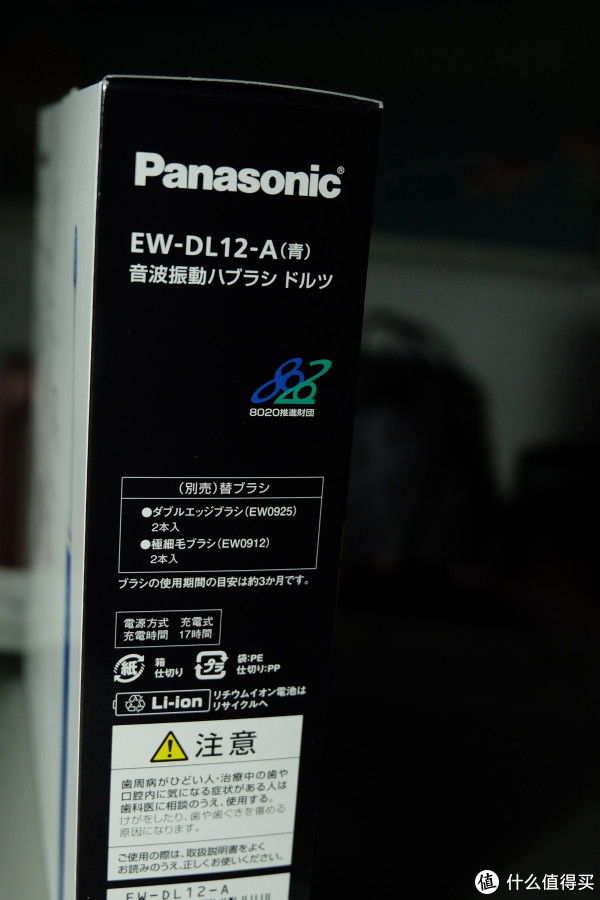 Panasonic®
EW-DL12-A(青)
音波振動ハブラシ ドルツ
8020推進財団
(別売)替ブラシ
●ダブルエッジブラシ(EW0925)
2本入
●極細毛ブラシ(EW0912)
2本入
ブラシの使用期間の目安は約3か月です。
電源方式 充電式
充電時間 17時間
紙 箱
仕切り
プラ 袋:PE
仕切り:PP
Li-ion リチウムイオン電池は
リサイクルへ
注意
歯周病がひどい人・治療中の歯や
口腔内に気になる症状がある人は
歯科医に相談のうえ、使用する。
けがをしたり、歯や歯ぐきを傷める
原因になります。
ご使用の際は、取扱説明書をよく
お読みのうえ、正しくお使いください。
EW-DL12-A
值 什么值得买